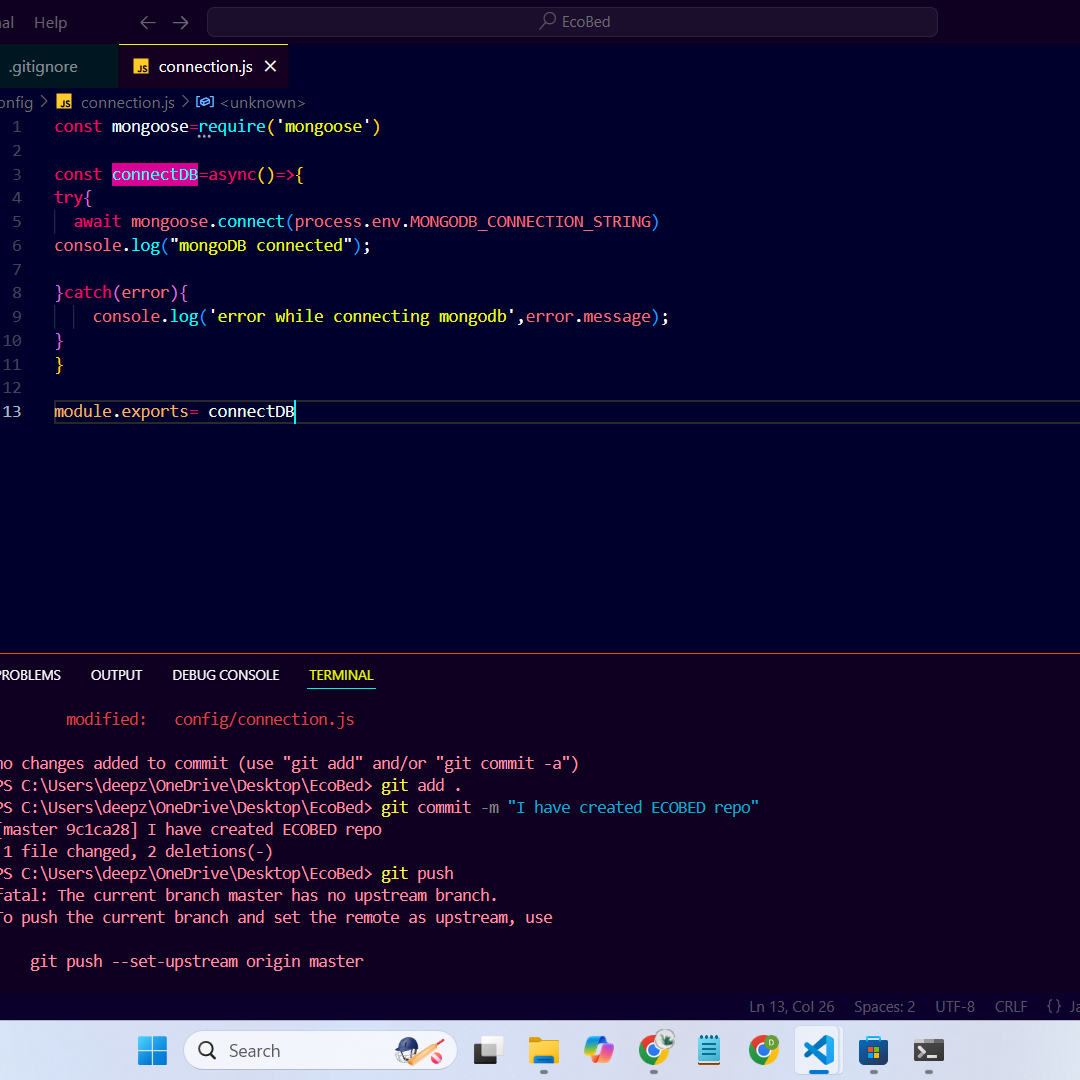 al Help EcoBed
.gitignore JS connection.js
onfig JS connection.js <unknown>
1 const mongoose=require('mongoose')
2
3 const connectDB=async()=>{
4 try{
5 await mongoose.connect(process.env.MONGODB_CONNECTION_STRING)
6 console.log("mongoDB connected");
7
8 }catch(error){
9 console.log('error while connecting mongodb',error.message);
10 }
11 }
12
13 module.exports= connectDB
PROBLEMS OUTPUT DEBUG CONSOLE TERMINAL
modified: config/connection.js
no changes added to commit (use "git add" and/or "git commit -a")
PS C:\Users\deepz\OneDrive\Desktop\EcoBed> git add .
PS C:\Users\deepz\OneDrive\Desktop\EcoBed> git commit -m "I have created ECOBED repo"
[master 9c1ca28] I have created ECOBED repo
1 file changed, 2 deletions(-)
PS C:\Users\deepz\OneDrive\Desktop\EcoBed> git push
fatal: The current branch master has no upstream branch.
To push the current branch and set the remote as upstream, use
git push --set-upstream origin master
Ln 13, Col 26 Spaces: 2 UTF-8 CRLF {} Ja
Search D